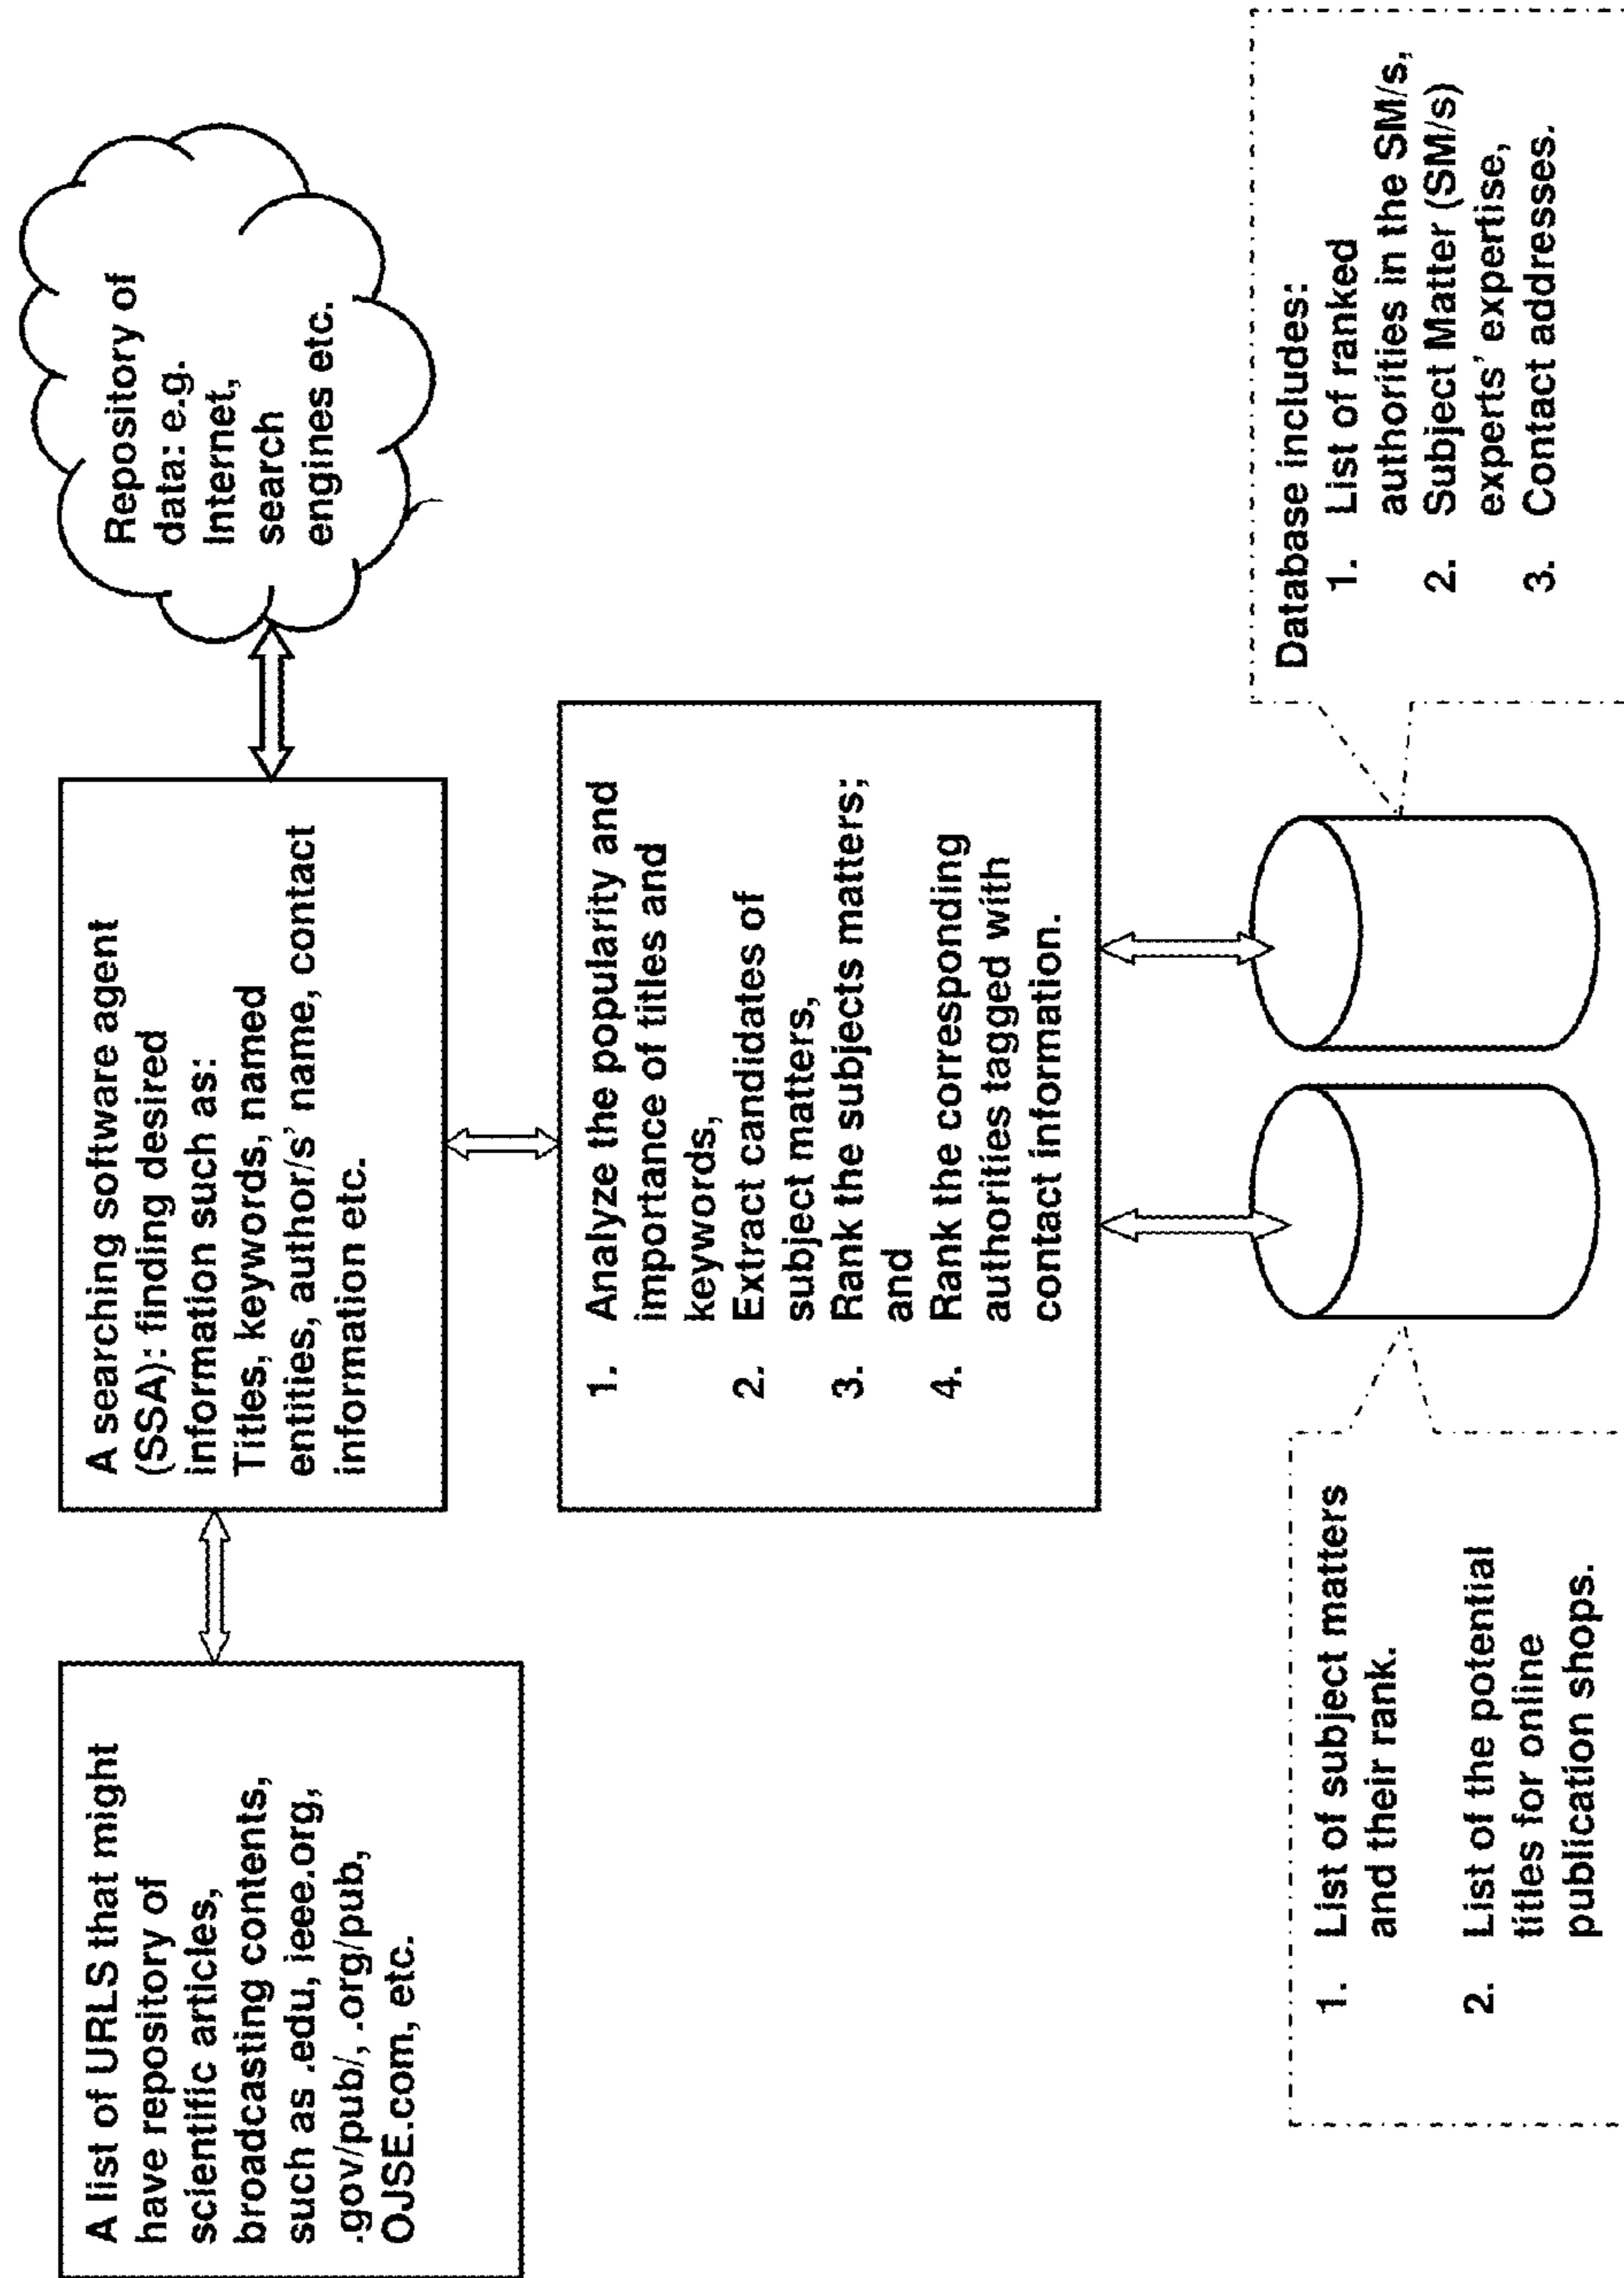 A list of URLS that might
have repository of
scientific articles,
broadcasting contents,
such as .edu, ieee.org,
.gov/pub/, .org/pub,
OJSE.com, etc.
A searching software agent
(SSA): finding desired
information such as:
Titles, keywords, named
entities, author/s' name, contact
information etc.
Repository of
data: e.g.
Internet,
search
engines etc.
1. Analyze the popularity and
importance of titles and
keywords,
2. Extract candidates of
subject matters,
3. Rank the subjects matters;
and
4. Rank the corresponding
authorities tagged with
contact information.
1. List of subject matters
and their rank.
2. List of the potential
titles for online
publication shops.
Database includes:
1. List of ranked
authorities in the SM/s,
2. Subject Matter (SM/s)
experts' expertise,
3. Contact addresses.